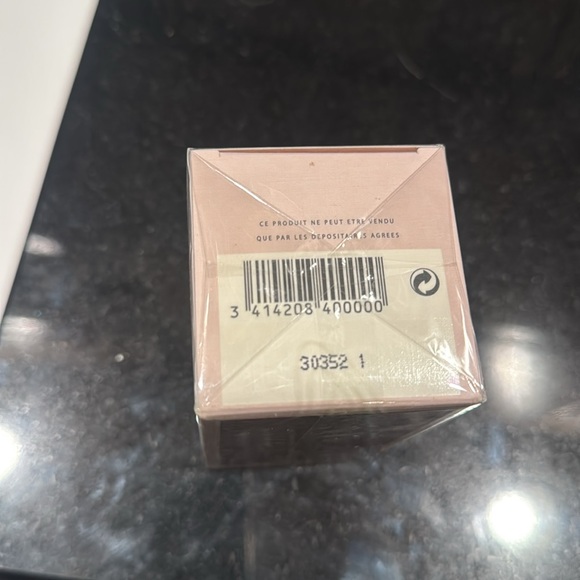 CE PRODUIT NE PEUT ETRE VENDU
QUE PAR LES DEPOSITAIRES AGREES
3 414208 400000
30352 1